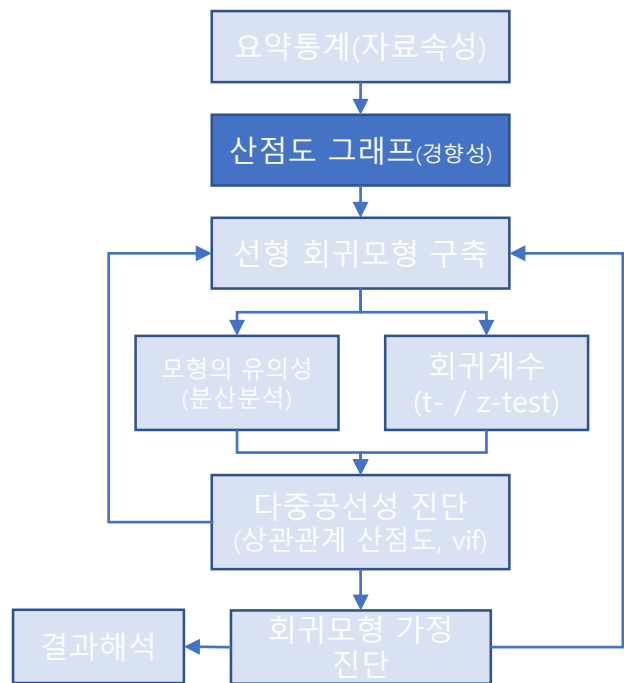 요약통계(자료속성)
산점도 그래프(경향성)
선형 회귀모형 구축
모형의 유의성
(분산분석)
회귀계수
(t- / z-test)
다중공선성 진단
(상관관계 산점도, vif)
결과해석
회귀모형 가정
진단